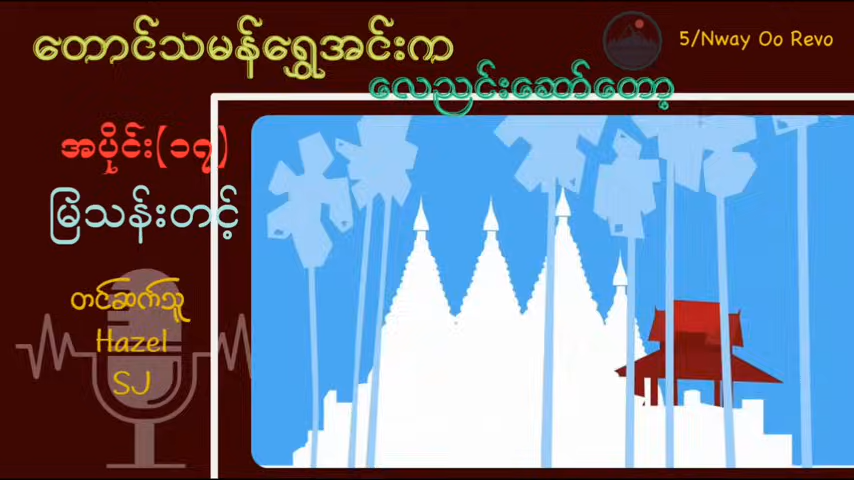 တောင်သမန်ရွှေအင်းက
5/Nway Oo Revo
လေညင်းဆော်တော့
အပိုင်း(၁၇)
မြသန်းတင့်
တင်ဆက်သူ
Hazel
SJ